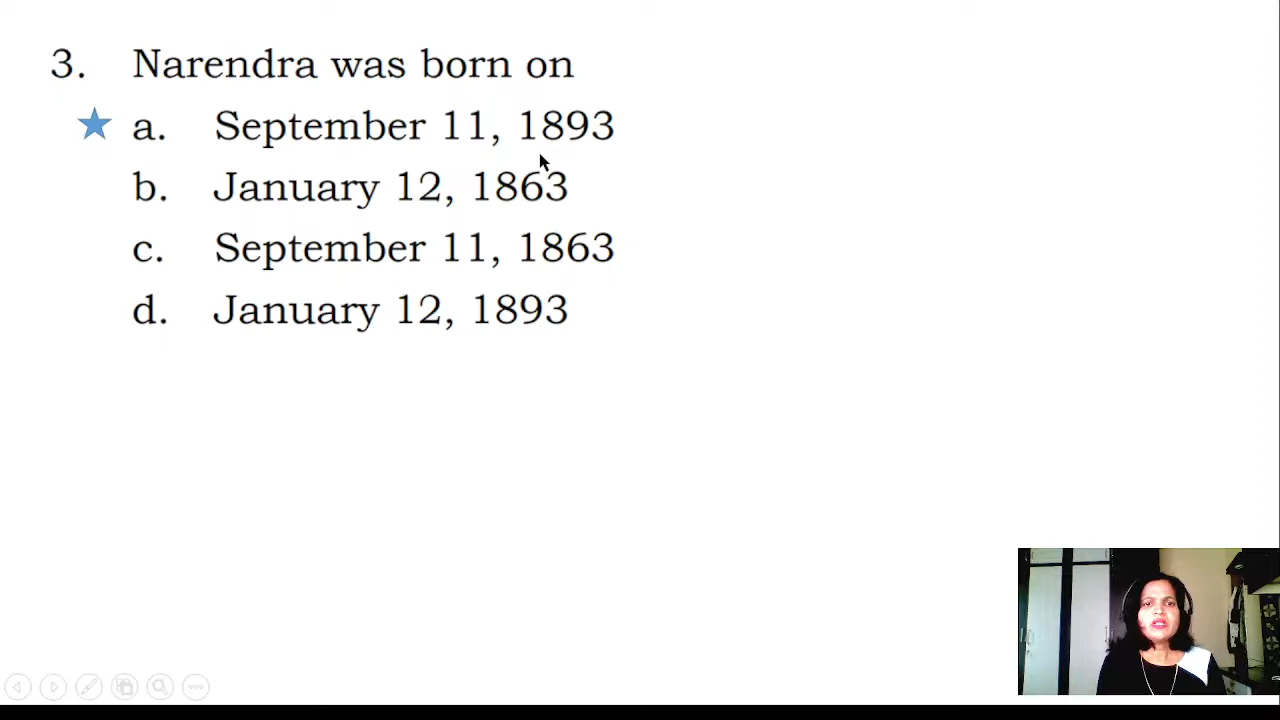 3. Narendra was born on
a. September 11, 1893
b. January 12, 1863
c. September 11, 1863
d. January 12, 1893